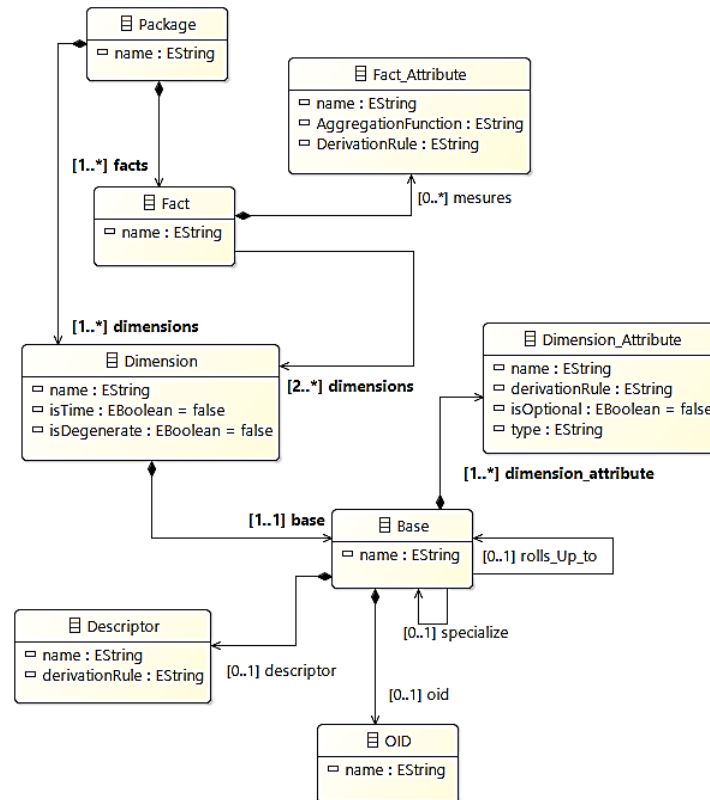 Package
name : EString
Fact_Attribute
name : EString
AggregationFunction : EString
DerivationRule : EString
[1..*] facts
[0..*] mesures
Fact
name : EString
[1..*] dimensions
[2..*] dimensions
Dimension
name : EString
isTime : EBoolean = false
isDegenerate : EBoolean = false
Dimension_Attribute
name : EString
derivationRule : EString
isOptional : EBoolean = false
type : EString
[1..*] dimension_attribute
[1..1] base
Base
name : EString
[0..1] rolls_Up_to
[0..1] specialize
Descriptor
name : EString
derivationRule : EString
[0..1] descriptor
[0..1] oid
OID
name : EString